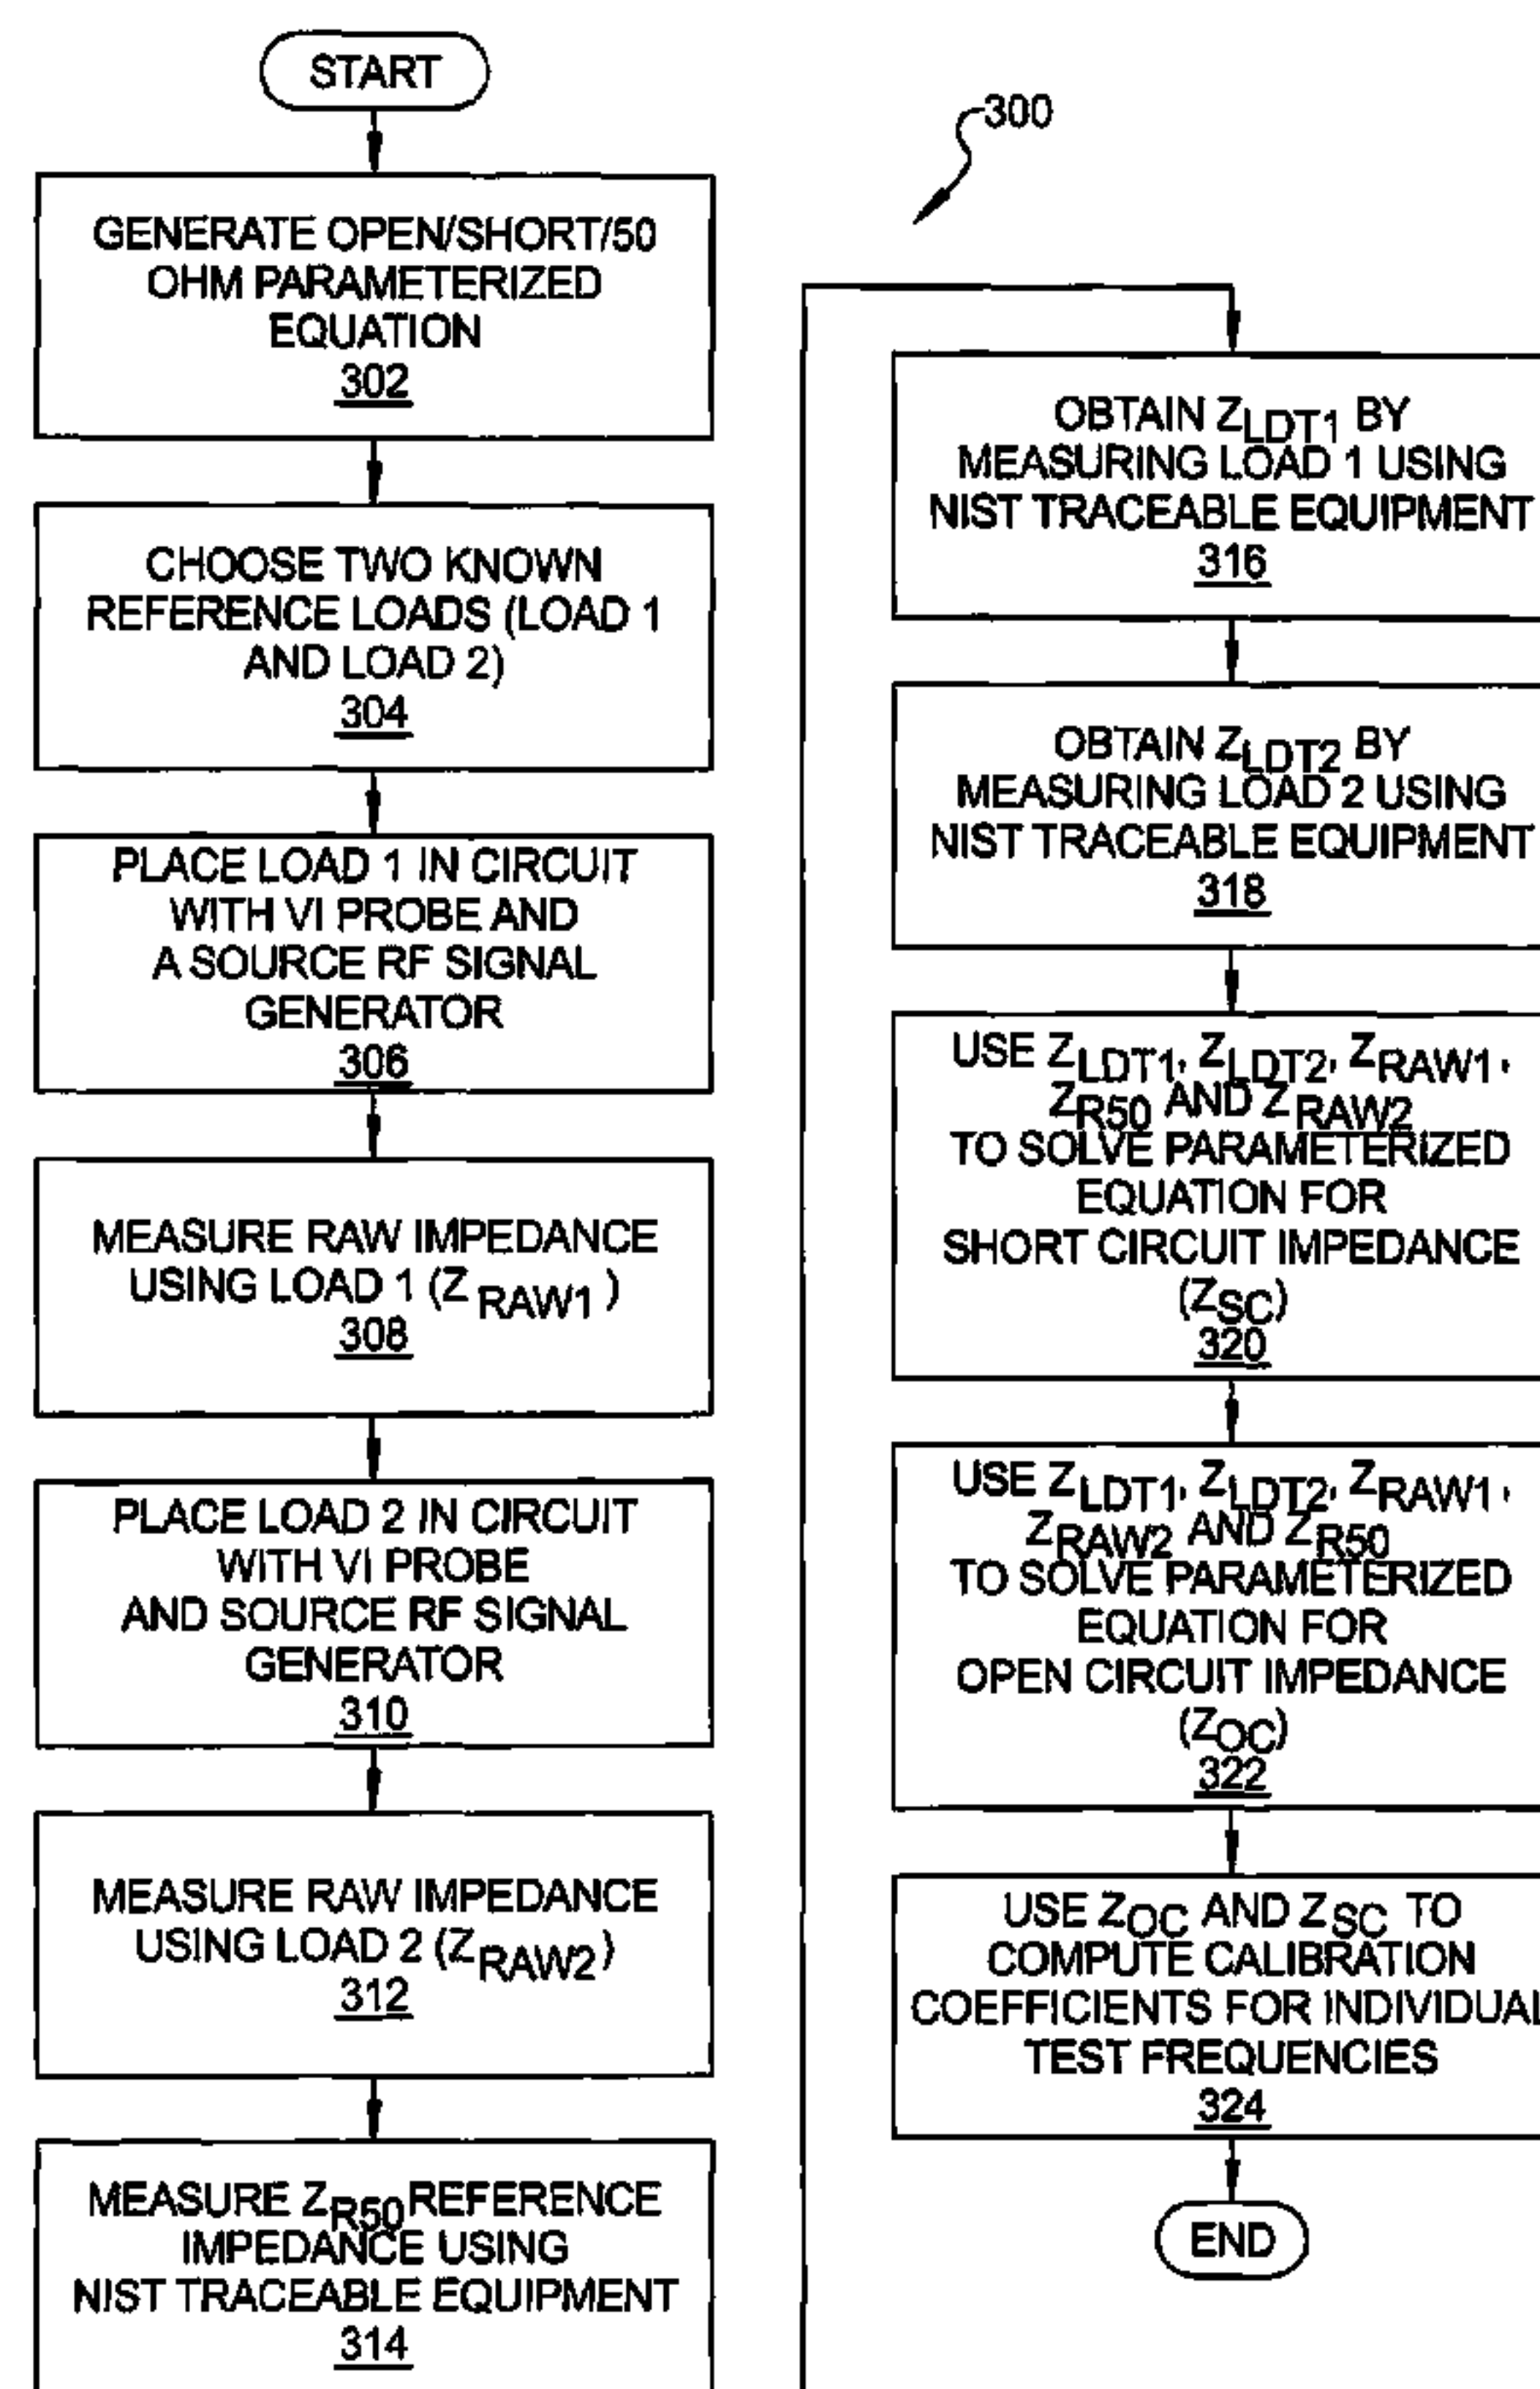 START
GENERATE OPEN/SHORT/50
OHM PARAMETERIZED
EQUATION
302
CHOOSE TWO KNOWN
REFERENCE LOADS (LOAD 1
AND LOAD 2)
304
PLACE LOAD 1 IN CIRCUIT
WITH VI PROBE AND
A SOURCE RF SIGNAL
GENERATOR
306
MEASURE RAW IMPEDANCE
USING LOAD 1 (Z RAW1 )
308
PLACE LOAD 2 IN CIRCUIT
WITH VI PROBE
AND SOURCE RF SIGNAL
GENERATOR
310
MEASURE RAW IMPEDANCE
USING LOAD 2 (ZRAW2)
312
MEASURE ZR50 REFERENCE
IMPEDANCE USING
NIST TRACEABLE EQUIPMENT
314
300
OBTAIN ZLDT1 BY
MEASURING LOAD 1 USING
NIST TRACEABLE EQUIPMENT
316
OBTAIN ZLDT2 BY
MEASURING LOAD 2 USING
NIST TRACEABLE EQUIPMENT
318
USE ZLDT1, ZLDT2, ZRAW1,
ZR50 AND ZRAW2
TO SOLVE PARAMETERIZED
EQUATION FOR
SHORT CIRCUIT IMPEDANCE
(ZSC)
320
USE ZLDT1, ZLDT2, ZRAW1,
ZRAW2 AND ZR50
TO SOLVE PARAMETERIZED
EQUATION FOR
OPEN CIRCUIT IMPEDANCE
(ZOC)
322
USE ZOC AND ZSC TO
COMPUTE CALIBRATION
COEFFICIENTS FOR INDIVIDUAL
TEST FREQUENCIES
324
END